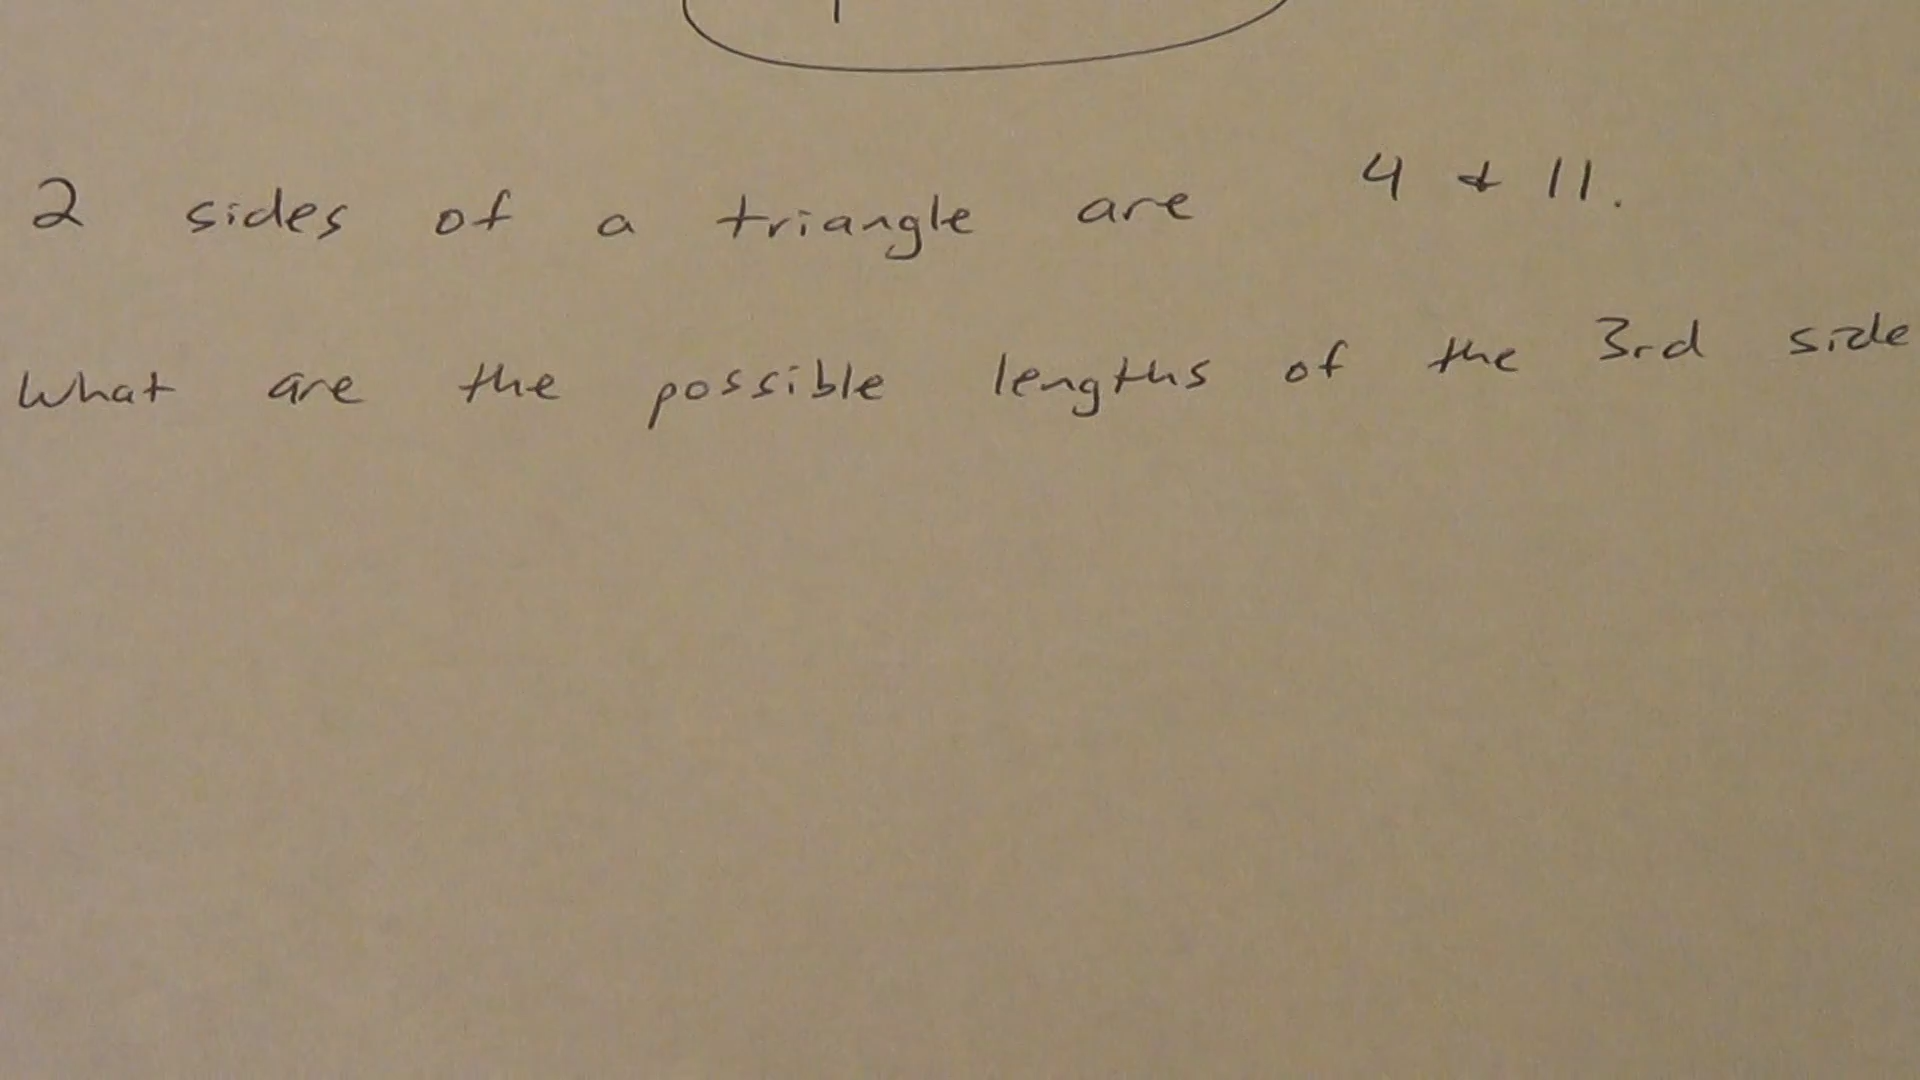 2 sides of a triangle are 4 & 11.
What are the possible lengths of the 3rd side